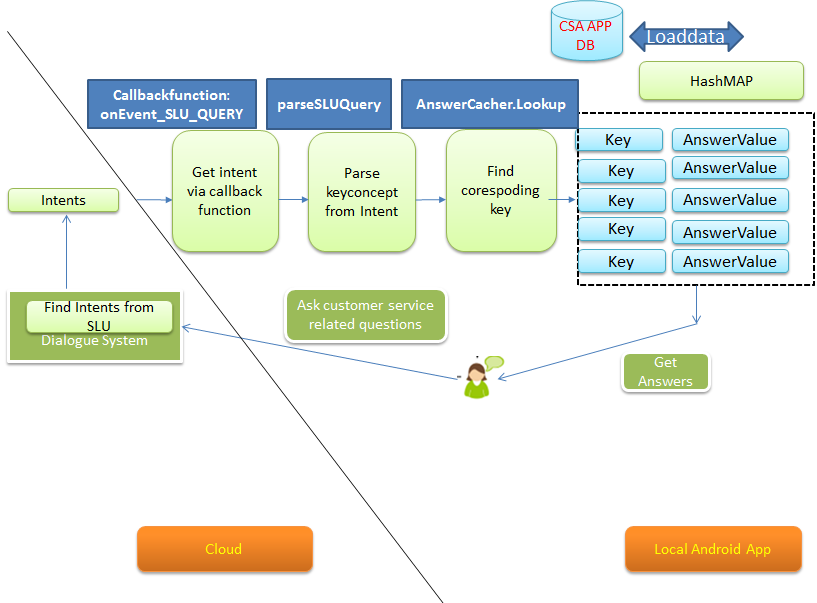 CSA APP
DB
Loaddata
HashMAP
Callbackfunction:
onEvent_SLU_QUERY
parseSLUQuery
AnswerCacher.Lookup
Get intent
via callback
function
Parse
keyconcept
from Intent
Find
corespoding
key
Key
AnswerValue
Key
AnswerValue
Key
AnswerValue
Key
AnswerValue
Key
AnswerValue
Intents
Find Intents from
SLU
Dialogue System
Ask customer service
related questions
Get
Answers
Cloud
Local Android App